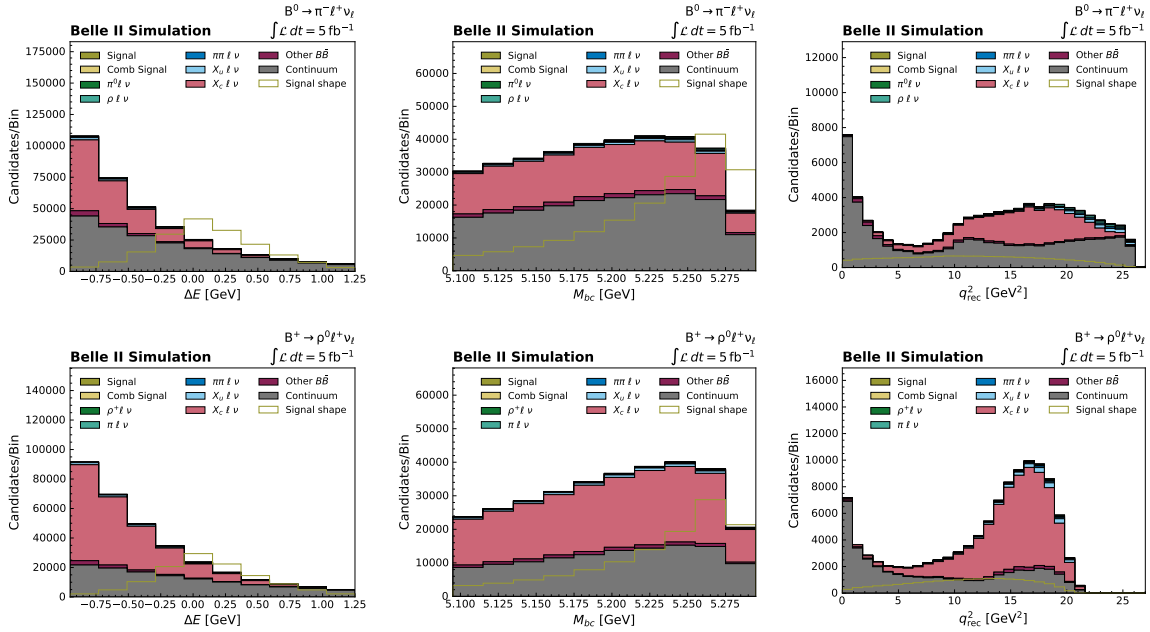 B⁰ → π⁻ℓ⁺νℓ
Belle II Simulation
∫ℒ dt = 5 fb⁻¹
Signal
Comb Signal
π⁰ℓ ν
ρ ℓ ν
ππ ℓ ν
Xᵤ ℓ ν
X_c ℓ ν
Other BB̄
Continuum
Signal shape
Candidates/Bin
175000
150000
125000
100000
75000
50000
25000
0
−0.75 −0.50 −0.25 0.00 0.25 0.50 0.75 1.00 1.25
ΔE [GeV]
B⁰ → π⁻ℓ⁺νℓ
Belle II Simulation
∫ℒ dt = 5 fb⁻¹
Signal
Comb Signal
π⁰ℓ ν
ρ ℓ ν
ππ ℓ ν
Xᵤ ℓ ν
X_c ℓ ν
Other BB̄
Continuum
Signal shape
Candidates/Bin
60000
50000
40000
30000
20000
10000
0
5.100 5.125 5.150 5.175 5.200 5.225 5.250 5.275
M_bc [GeV]
B⁰ → π⁻ℓ⁺νℓ
Belle II Simulation
∫ℒ dt = 5 fb⁻¹
Signal
Comb Signal
π⁰ℓ ν
ρ ℓ ν
ππ ℓ ν
Xᵤ ℓ ν
X_c ℓ ν
Other BB̄
Continuum
Signal shape
Candidates/Bin
12000
10000
8000
6000
4000
2000
0
0 5 10 15 20 25
q²_rec [GeV²]
B⁺ → ρ⁰ℓ⁺νℓ
Belle II Simulation
∫ℒ dt = 5 fb⁻¹
Signal
Comb Signal
ρ⁺ℓ ν
π ℓ ν
ππ ℓ ν
Xᵤ ℓ ν
X_c ℓ ν
Other BB̄
Continuum
Signal shape
Candidates/Bin
140000
120000
100000
80000
60000
40000
20000
0
−0.75 −0.50 −0.25 0.00 0.25 0.50 0.75 1.00 1.25
ΔE [GeV]
B⁺ → ρ⁰ℓ⁺νℓ
Belle II Simulation
∫ℒ dt = 5 fb⁻¹
Signal
Comb Signal
ρ⁺ℓ ν
π ℓ ν
ππ ℓ ν
Xᵤ ℓ ν
X_c ℓ ν
Other BB̄
Continuum
Signal shape
Candidates/Bin
60000
50000
40000
30000
20000
10000
0
5.100 5.125 5.150 5.175 5.200 5.225 5.250 5.275
M_bc [GeV]
B⁺ → ρ⁰ℓ⁺νℓ
Belle II Simulation
∫ℒ dt = 5 fb⁻¹
Signal
Comb Signal
ρ⁺ℓ ν
π ℓ ν
ππ ℓ ν
Xᵤ ℓ ν
X_c ℓ ν
Other BB̄
Continuum
Signal shape
Candidates/Bin
16000
14000
12000
10000
8000
6000
4000
2000
0
0 5 10 15 20 25
q²_rec [GeV²]